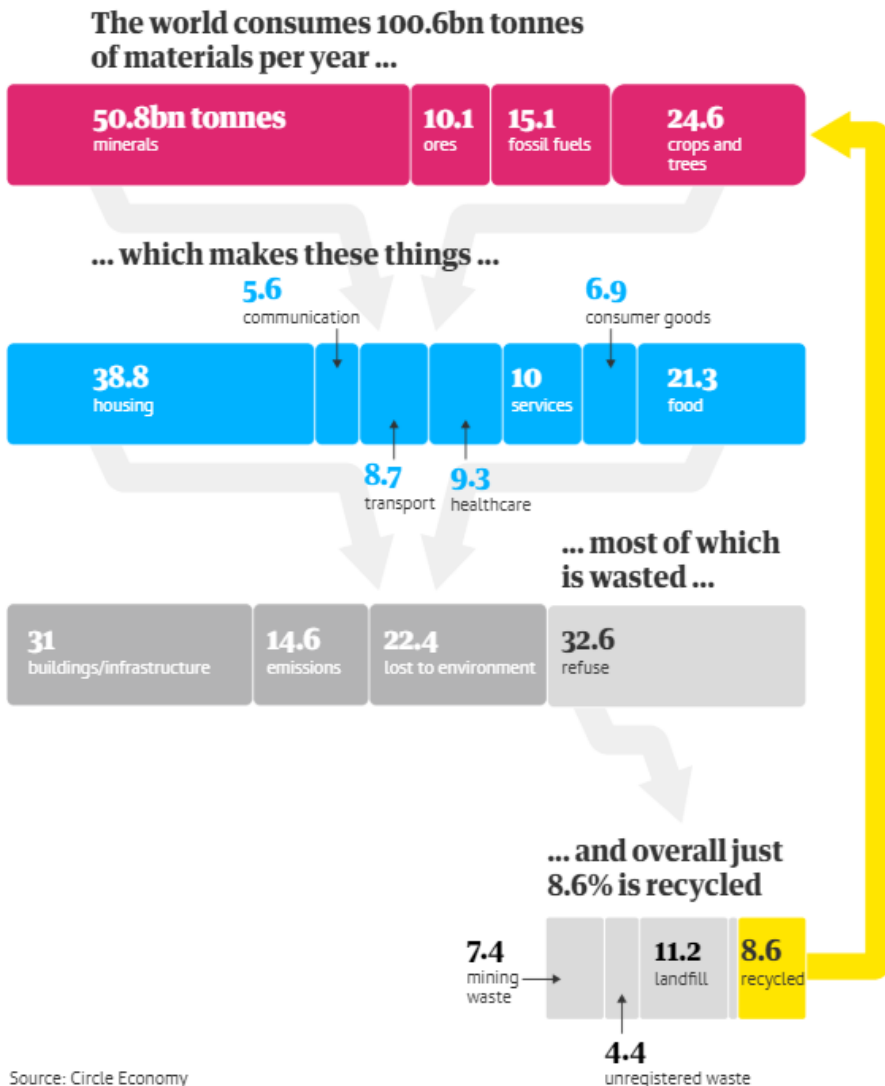 The world consumes 100.6bn tonnes
of materials per year ...
50.8bn tonnes
minerals
10.1
ores
15.1
fossil fuels
24.6
crops and
trees
... which makes these things ...
5.6
communication
6.9
consumer goods
38.8
housing
10
services
21.3
food
8.7
transport
9.3
healthcare
... most of which
is wasted ...
31
buildings/infrastructure
14.6
emissions
22.4
lost to environment
32.6
refuse
... and overall just
8.6% is recycled
7.4
mining
waste
11.2
landfill
8.6
recycled
4.4
unregistered waste
Source: Circle Economy